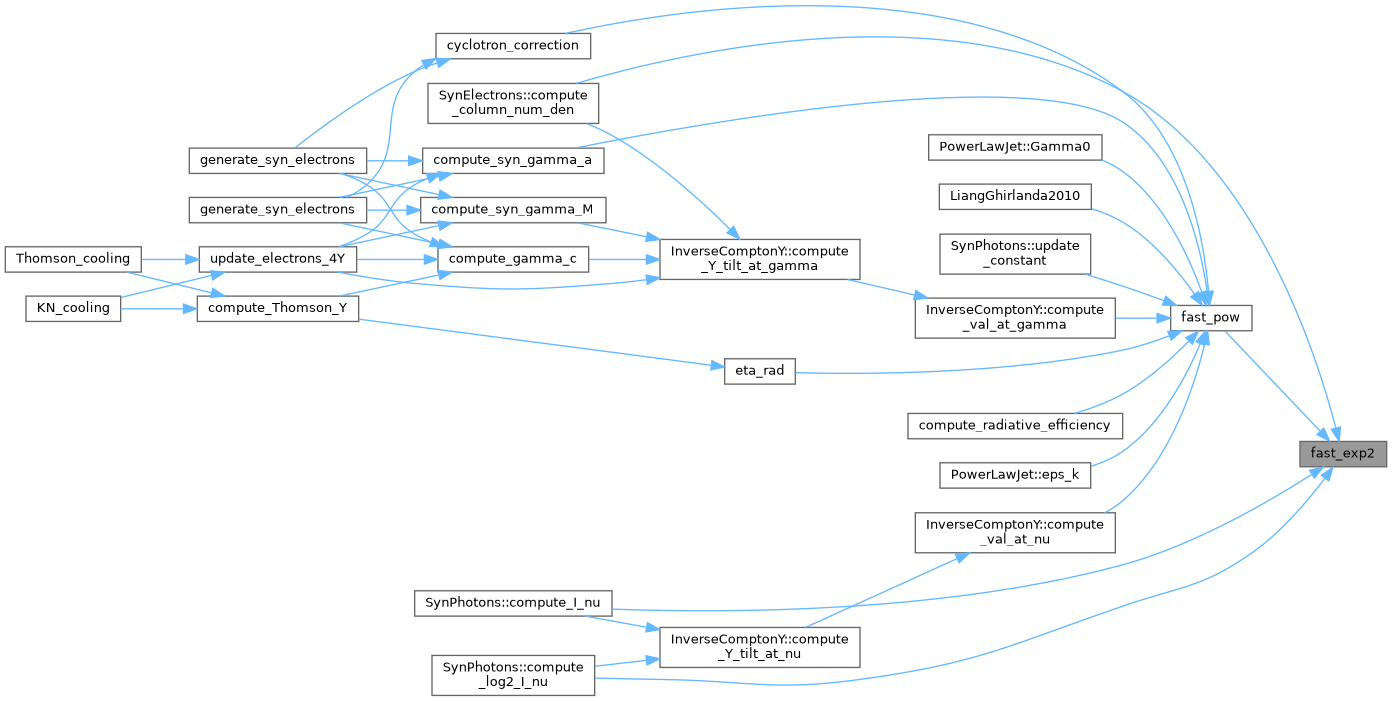 cyclotron_correction
SynElectrons::compute
_column_num_den
PowerLawJet::Gamma0
generate_syn_electrons
compute_syn_gamma_a
LiangGhirlanda2010
generate_syn_electrons
compute_syn_gamma_M
SynPhotons::update
_constant
Thomson_cooling
update_electrons_4Y
compute_gamma_c
InverseComptonY::compute
_Y_tilt_at_gamma
KN_cooling
compute_Thomson_Y
InverseComptonY::compute
_val_at_gamma
fast_pow
eta_rad
compute_radiative_efficiency
fast_exp2
PowerLawJet::eps_k
InverseComptonY::compute
_val_at_nu
SynPhotons::compute_I_nu
InverseComptonY::compute
_Y_tilt_at_nu
SynPhotons::compute
_log2_I_nu